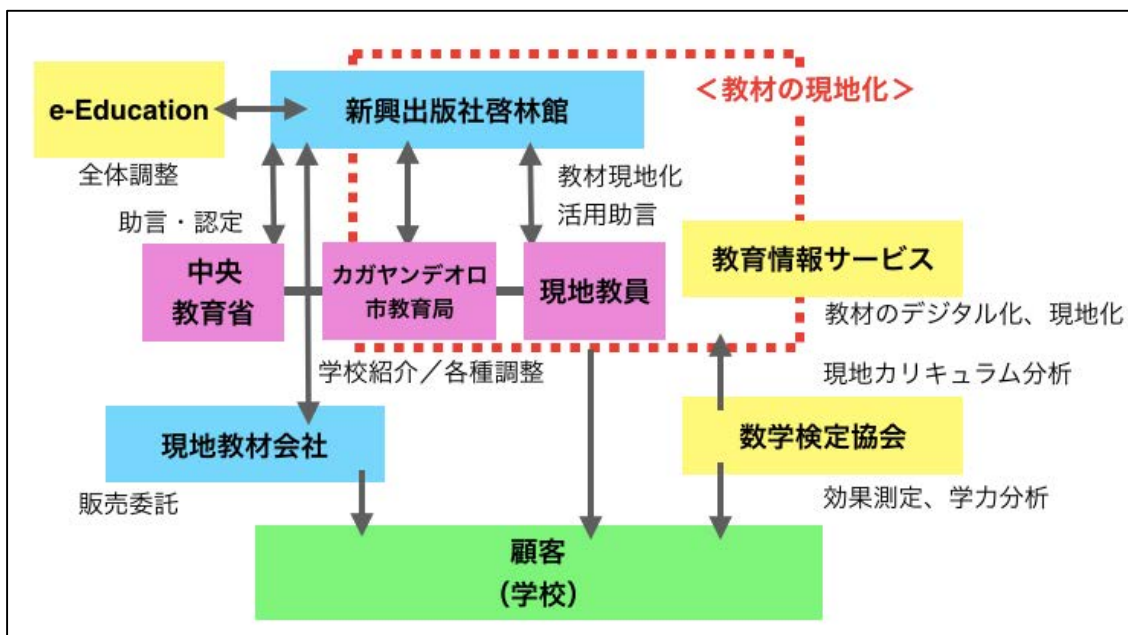 ＜教材の現地化＞
e-Education
新興出版社啓林館
全体調整
教材現地化
活用助言
助言・認定
中央
教育省
カガヤンデオロ
市教育局
現地教員
教育情報サービス
教材のデジタル化、現地化
学校紹介／各種調整
現地カリキュラム分析
現地教材会社
数学検定協会
販売委託
効果測定、学力分析
顧客
（学校）